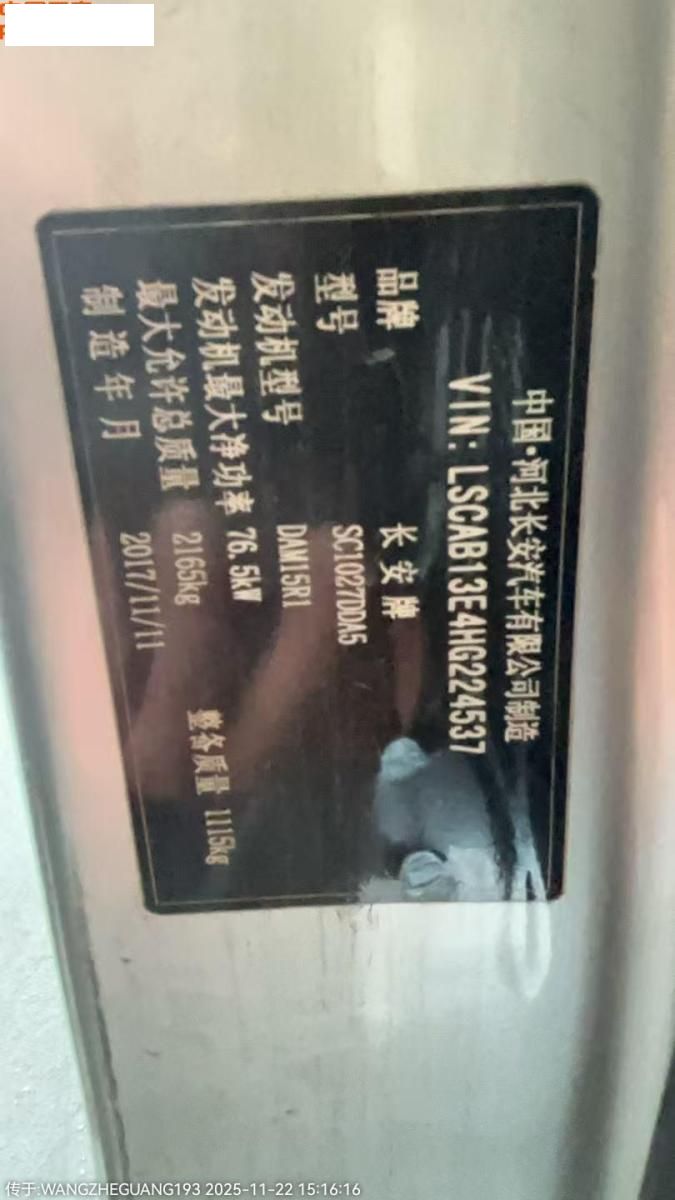 中国·河北长安汽车有限公司制造
VIN: LSCAB13E4HG224537
品牌 长安牌
型号 SC1027DDA5
发动机型号 DAM15R1
发动机最大净功率 76.5kW
最大允许总质量 2165kg 整备质量 1115kg
制造年月 2017/11/11
传于:WANGZHEGUANG193 2025-11-22 15:16:16